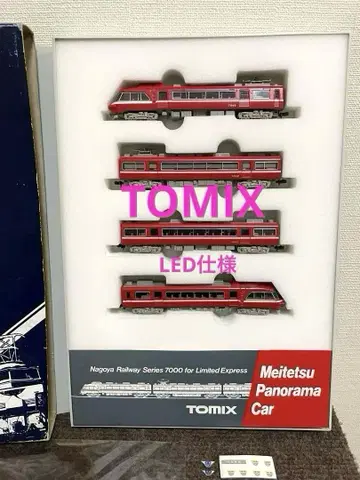 TOMIX
LED仕様
Nagoya Railway Series 7000 for Limited Express
Meitetsu
Panorama
Car
TOMIX